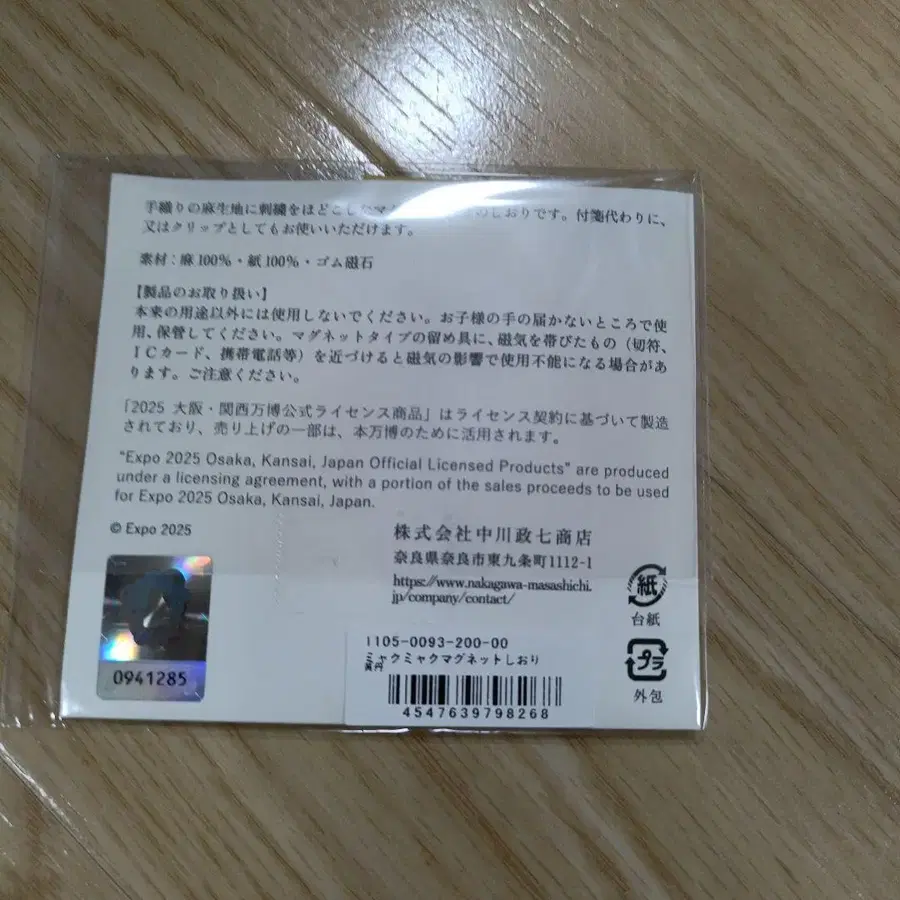 手織りの麻生地に刺繍をほどこしたマ のしおりです。付箋代わりに、
又はクリップとしてもお使いいただけます。
素材：麻100%・紙100%・ゴム磁石
【製品のお取り扱い】
本来の用途以外には使用しないでください。お子様の手の届かないところで使
用、保管してください。マグネットタイプの留め具に、磁気を帯びたもの（切符、
ICカード、携帯電話等）を近づけると磁気の影響で使用不能になる場合があ
ります。ご注意ください。
「2025 大阪・関西万博公式ライセンス商品」はライセンス契約に基づいて製造
されており、売り上げの一部は、本万博のために活用されます。
"Expo 2025 Osaka, Kansai, Japan Official Licensed Products" are produced
under a licensing agreement, with a portion of the sales proceeds to be used
for Expo 2025 Osaka, Kansai, Japan.
© Expo 2025
株式会社中川政七商店
奈良県奈良市東九条町1112-1
https://www.nakagawa-masashichi.
jp/company/contact/
紙
台紙
プラ
外包
0941285
1105-0093-200-00
ミャクミャクマグネットしおり
黄丹
4547639798268